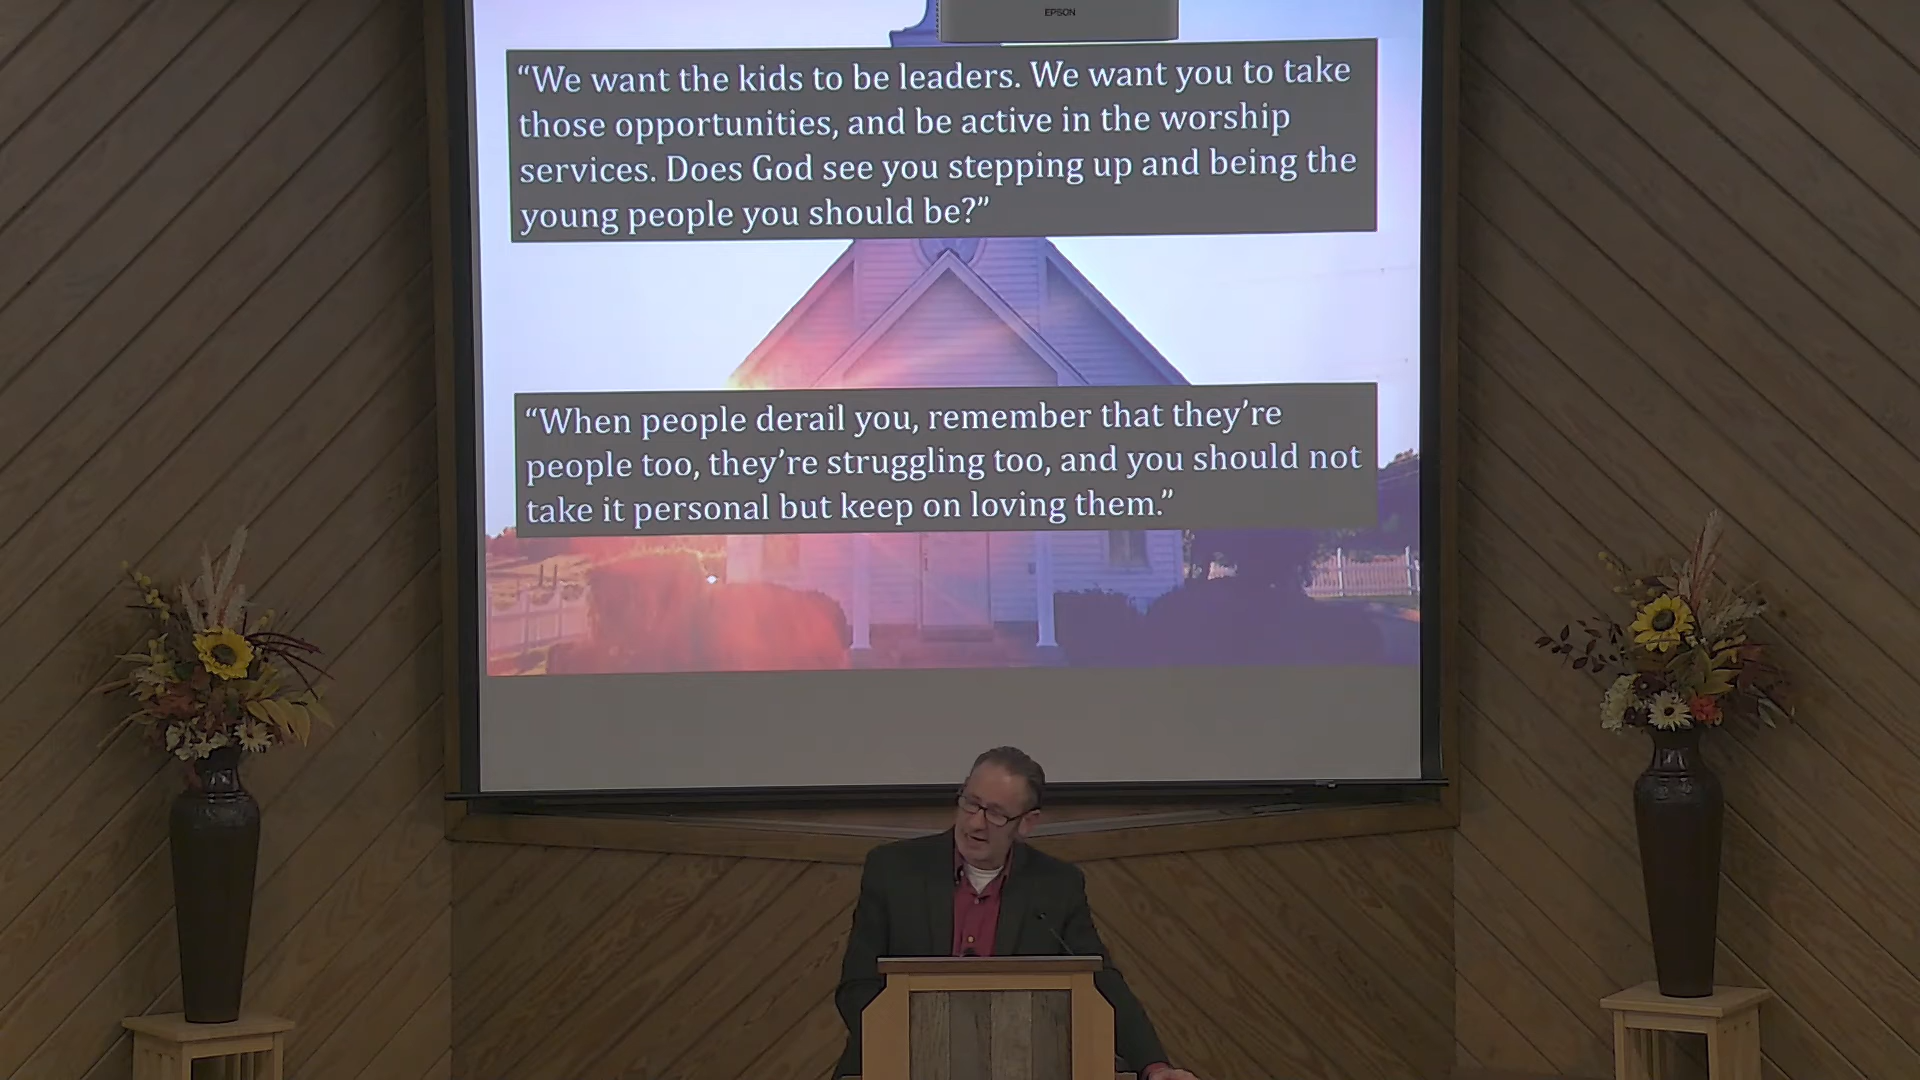 EPSON
“We want the kids to be leaders. We want you to take
those opportunities, and be active in the worship
services. Does God see you stepping up and being the
young people you should be?”
“When people derail you, remember that they’re
people too, they’re struggling too, and you should not
take it personal but keep on loving them.”